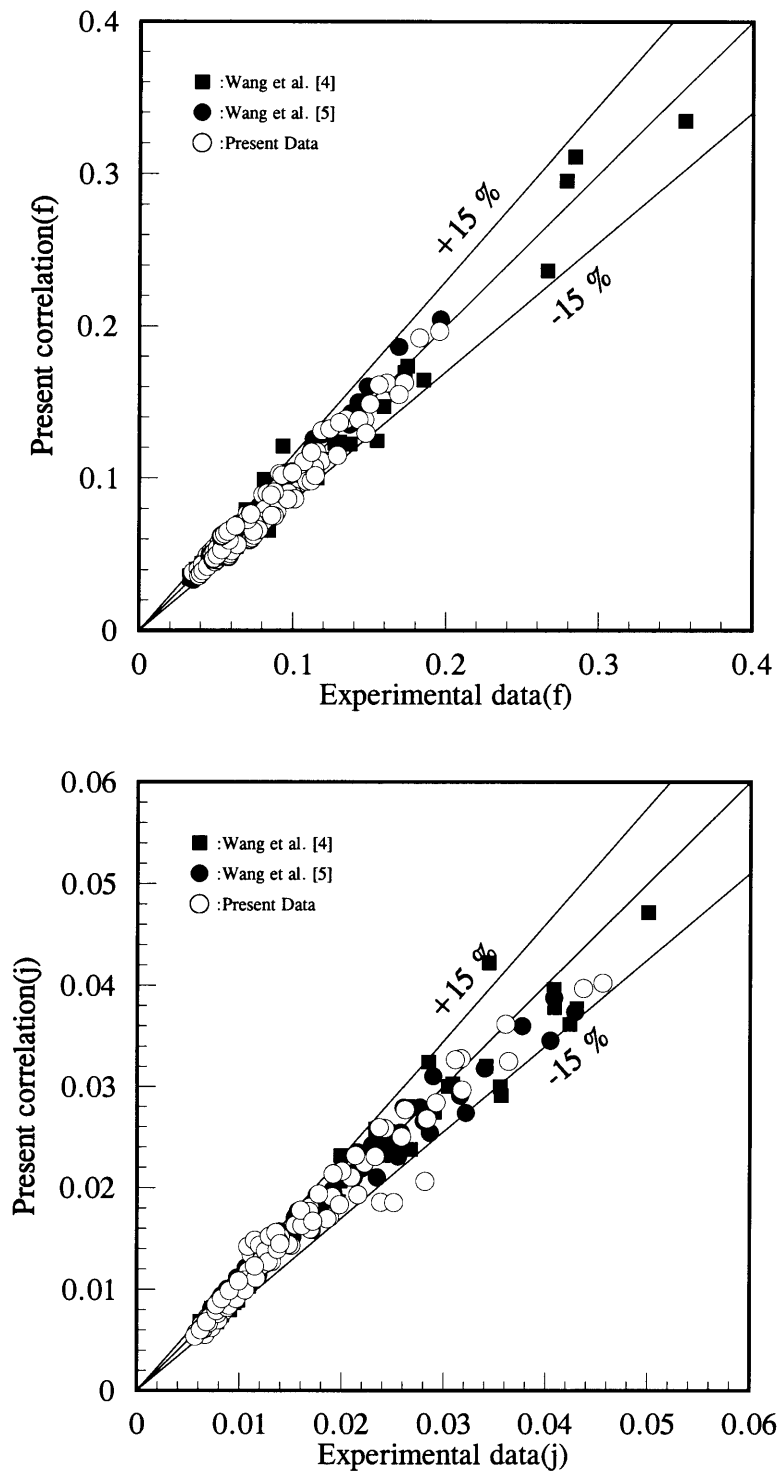 0.4
:Wang et al. [4]
:Wang et al. [5]
:Present Data
0.3
+15 %
-15 %
0.2
Present correlation(f)
0.1
0
0
0.1
0.2
0.3
0.4
Experimental data(f)
0.06
:Wang et al. [4]
:Wang et al. [5]
:Present Data
0.05
+15 %
0.04
-15 %
0.03
Present correlation(j)
0.02
0.01
0
0
0.01
0.02
0.03
0.04
0.05
0.06
Experimental data(j)